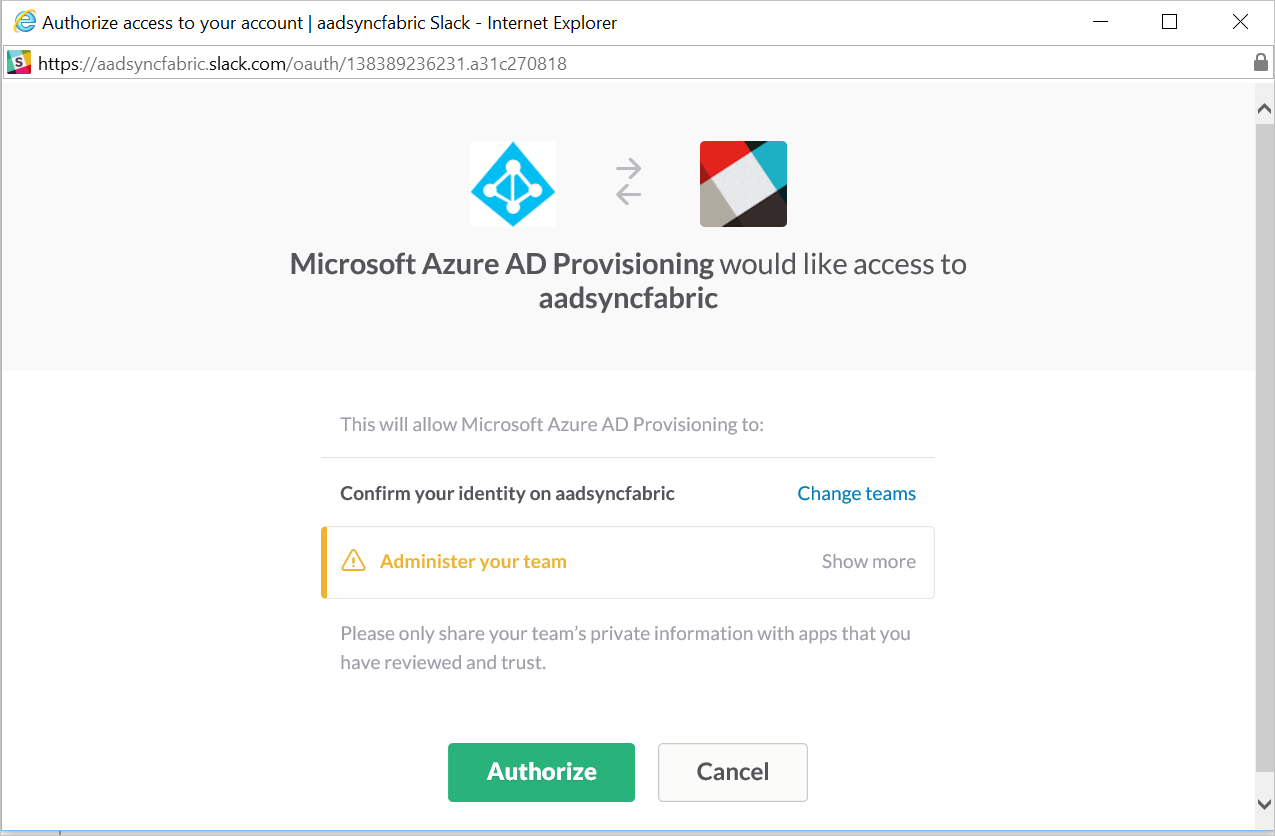 Authorize access to your account | aadsyncfabric Slack - Internet Explorer
https://aadsyncfabric.slack.com/oauth/138389236231.a31c270818
Microsoft Azure AD Provisioning would like access to
aadsyncfabric
This will allow Microsoft Azure AD Provisioning to:
Confirm your identity on aadsyncfabric Change teams
Administer your team Show more
Please only share your team’s private information with apps that you
have reviewed and trust.
Authorize Cancel